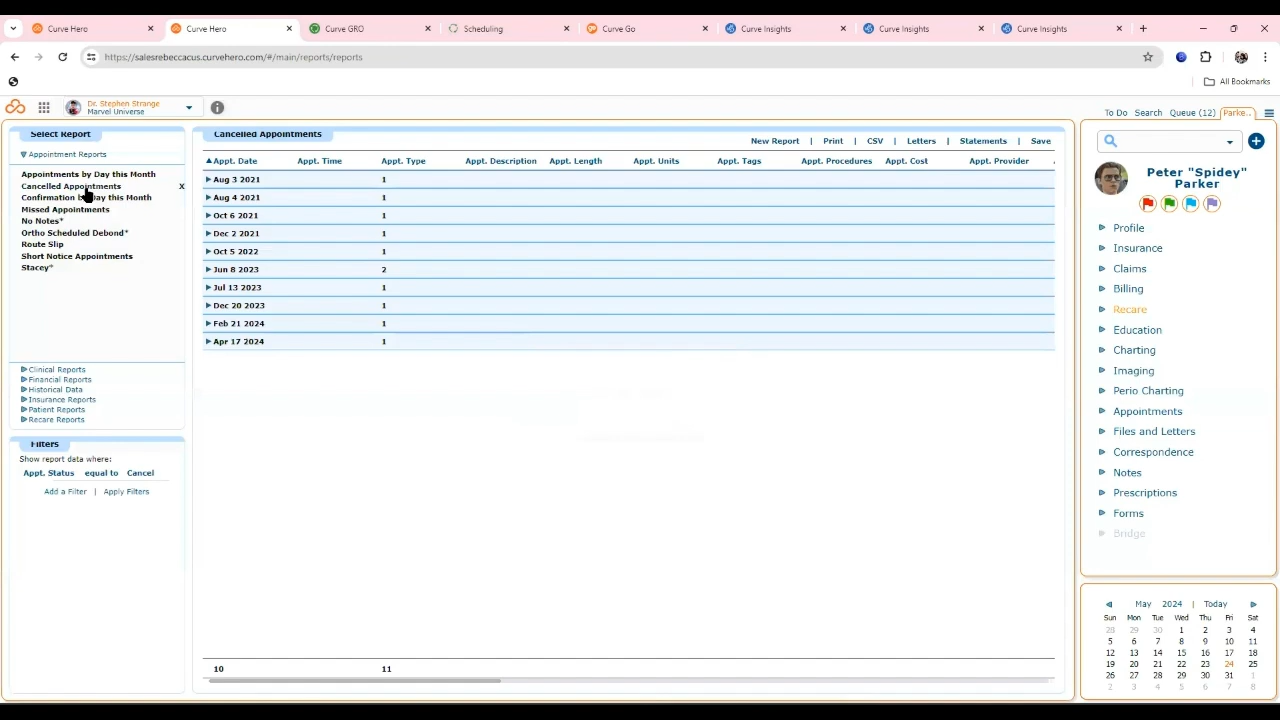 Curve Hero
Curve Hero
Curve GRO
Scheduling
Curve Go
Curve Insights
Curve Insights
Curve Insights
https://salesrebeccacus.curvehero.com/#/main/reports/reports
All Bookmarks
Dr. Stephen Strange
Marvel Universe
To Do Search Queue (12) Parke..
Select Report
Appointment Reports
Appointments by Day this Month
Cancelled Appointments X
Confirmation by Day this Month
Missed Appointments
No Notes*
Ortho Scheduled Debond*
Route Slip
Short Notice Appointments
Stacey*
Clinical Reports
Financial Reports
Historical Data
Insurance Reports
Patient Reports
Recare Reports
Filters
Show report data where:
Appt. Status equal to Cancel
Add a Filter | Apply Filters
Cancelled Appointments
New Report | Print | CSV | Letters | Statements | Save
Appt. Date Appt. Time Appt. Type Appt. Description Appt. Length Appt. Units Appt. Tags Appt. Procedures Appt. Cost Appt. Provider
Aug 3 2021 1
Aug 4 2021 1
Oct 6 2021 1
Dec 2 2021 1
Oct 5 2022 1
Jun 8 2023 2
Jul 13 2023 1
Dec 20 2023 1
Feb 21 2024 1
Apr 17 2024 1
10 11
Peter "Spidey"
Parker
Profile
Insurance
Claims
Billing
Recare
Education
Charting
Imaging
Perio Charting
Appointments
Files and Letters
Correspondence
Notes
Prescriptions
Forms
Bridge
May 2024 | Today
Sun Mon Tue Wed Thu Fri Sat
28 29 30 1 2 3 4
5 6 7 8 9 10 11
12 13 14 15 16 17 18
19 20 21 22 23 24 25
26 27 28 29 30 31 1
2 3 4 5 6 7 8